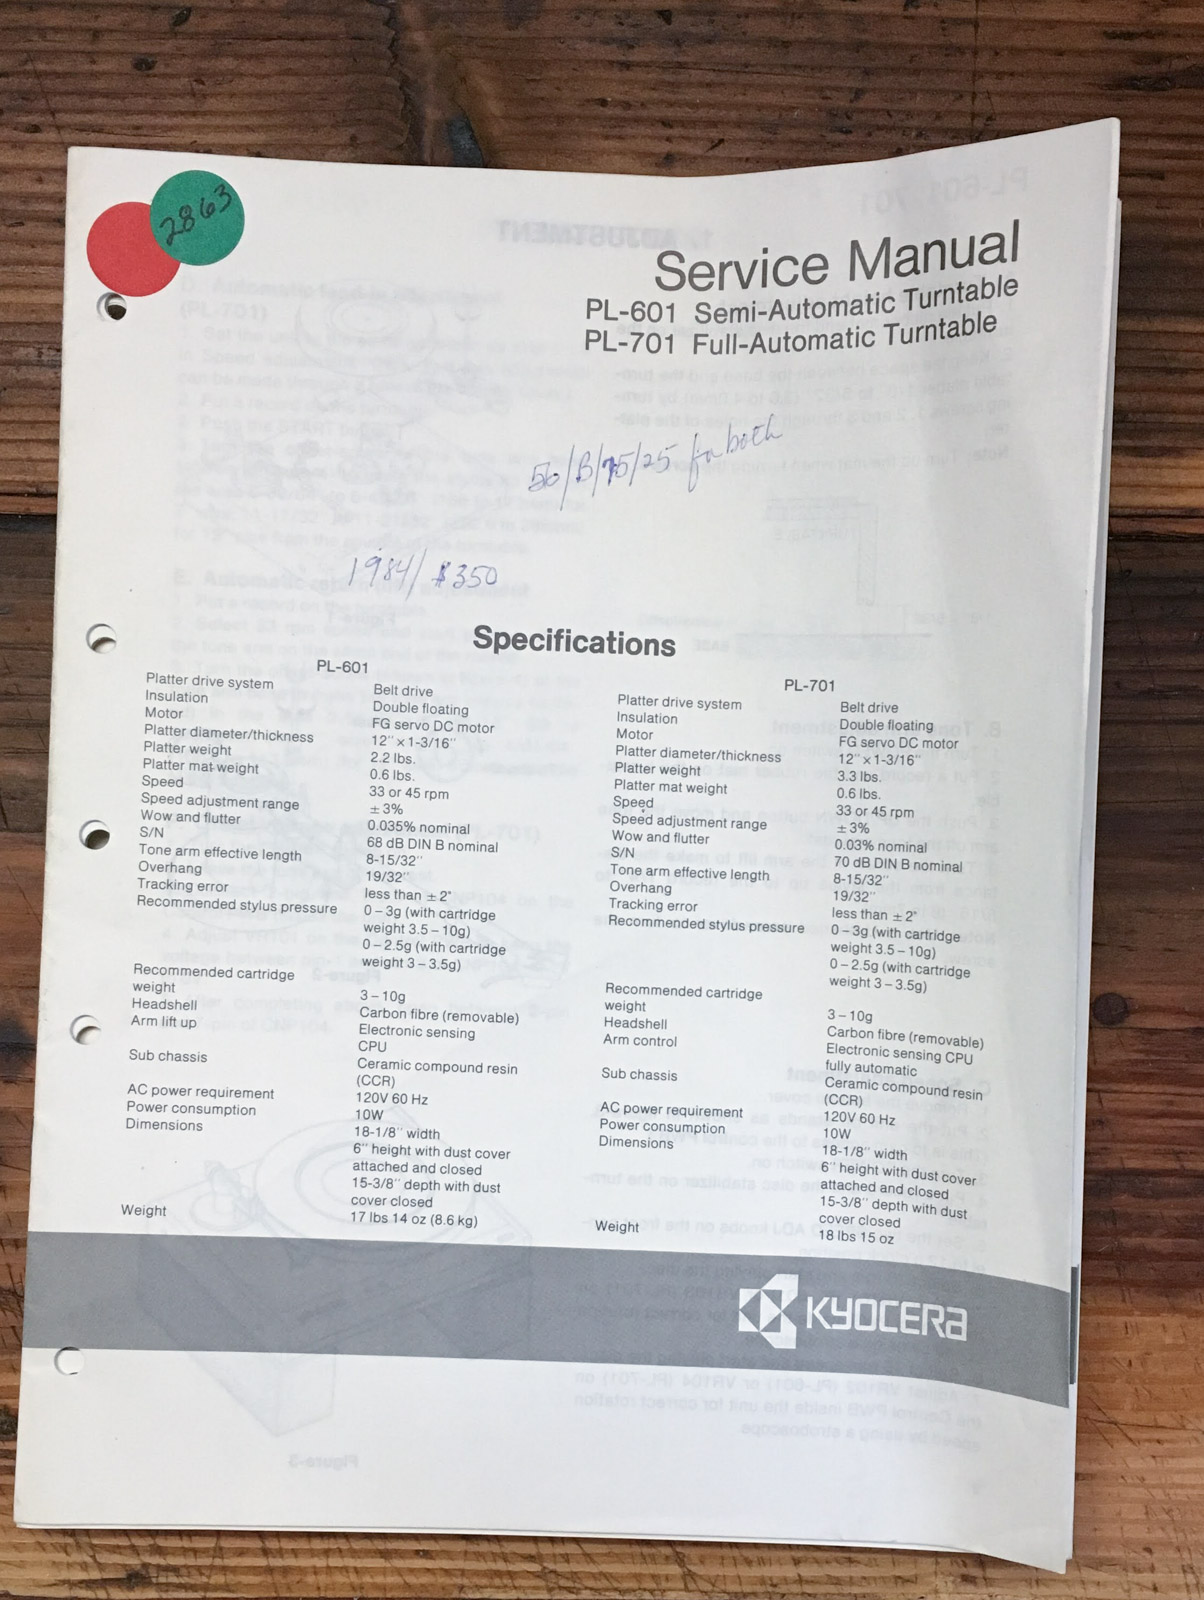 2863
Service Manual
PL-601 Semi-Automatic Turntable
PL-701 Full-Automatic Turntable
56/B/15/25 for both
1984/ $350
Specifications
PL-601
Platter drive system Belt drive
Insulation Double floating
Motor FG servo DC motor
Platter diameter/thickness 12" × 1-3/16"
Platter weight 2.2 lbs.
Platter mat weight 0.6 lbs.
Speed 33 or 45 rpm
Speed adjustment range ± 3%
Wow and flutter 0.035% nominal
S/N 68 dB DIN B nominal
Tone arm effective length 8-15/32"
Overhang 19/32"
Tracking error less than ± 2°
Recommended stylus pressure 0 – 3g (with cartridge
weight 3.5 – 10g)
0 – 2.5g (with cartridge
weight 3 – 3.5g)
Recommended cartridge
weight 3 – 10g
Headshell Carbon fibre (removable)
Arm lift up Electronic sensing
CPU
Sub chassis Ceramic compound resin
(CCR)
AC power requirement 120V 60 Hz
Power consumption 10W
Dimensions 18-1/8" width
6" height with dust cover
attached and closed
15-3/8" depth with dust
cover closed
Weight 17 lbs 14 oz (8.6 kg)
PL-701
Platter drive system Belt drive
Insulation Double floating
Motor FG servo DC motor
Platter diameter/thickness 12" × 1-3/16"
Platter weight 3.3 lbs.
Platter mat weight 0.6 lbs.
Speed 33 or 45 rpm
Speed adjustment range ± 3%
Wow and flutter 0.03% nominal
S/N 70 dB DIN B nominal
Tone arm effective length 8-15/32"
Overhang 19/32"
Tracking error less than ± 2°
Recommended stylus pressure 0 – 3g (with cartridge
weight 3.5 – 10g)
0 – 2.5g (with cartridge
weight 3 – 3.5g)
Recommended cartridge
weight 3 – 10g
Headshell Carbon fibre (removable)
Arm control Electronic sensing CPU
fully automatic
Sub chassis Ceramic compound resin
(CCR)
AC power requirement 120V 60 Hz
Power consumption 10W
Dimensions 18-1/8" width
6" height with dust cover
attached and closed
15-3/8" depth with dust
cover closed
Weight 18 lbs 15 oz
KYOCERA